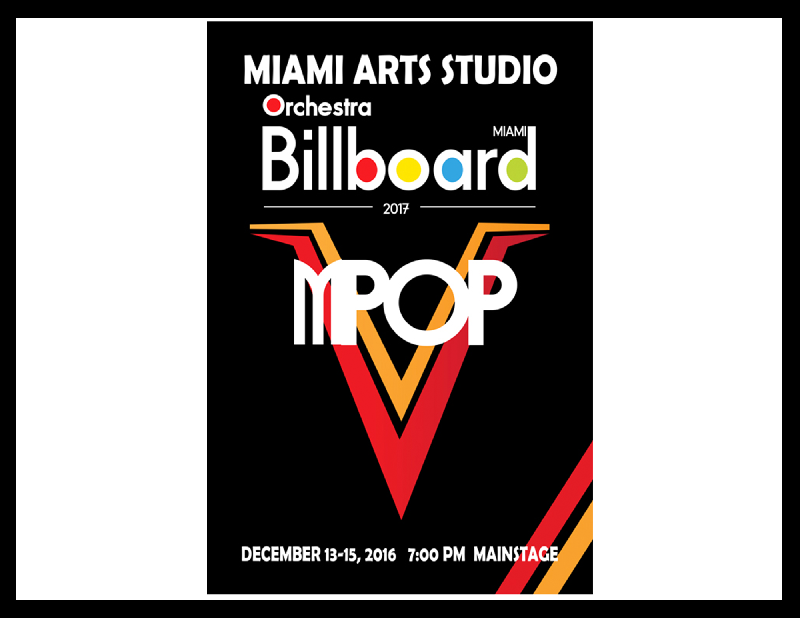 MIAMI ARTS STUDIO
Orchestra
MIAMI
Billboard
2017
MPOP
DECEMBER 13-15, 2016 7:00 PM MAINSTAGE